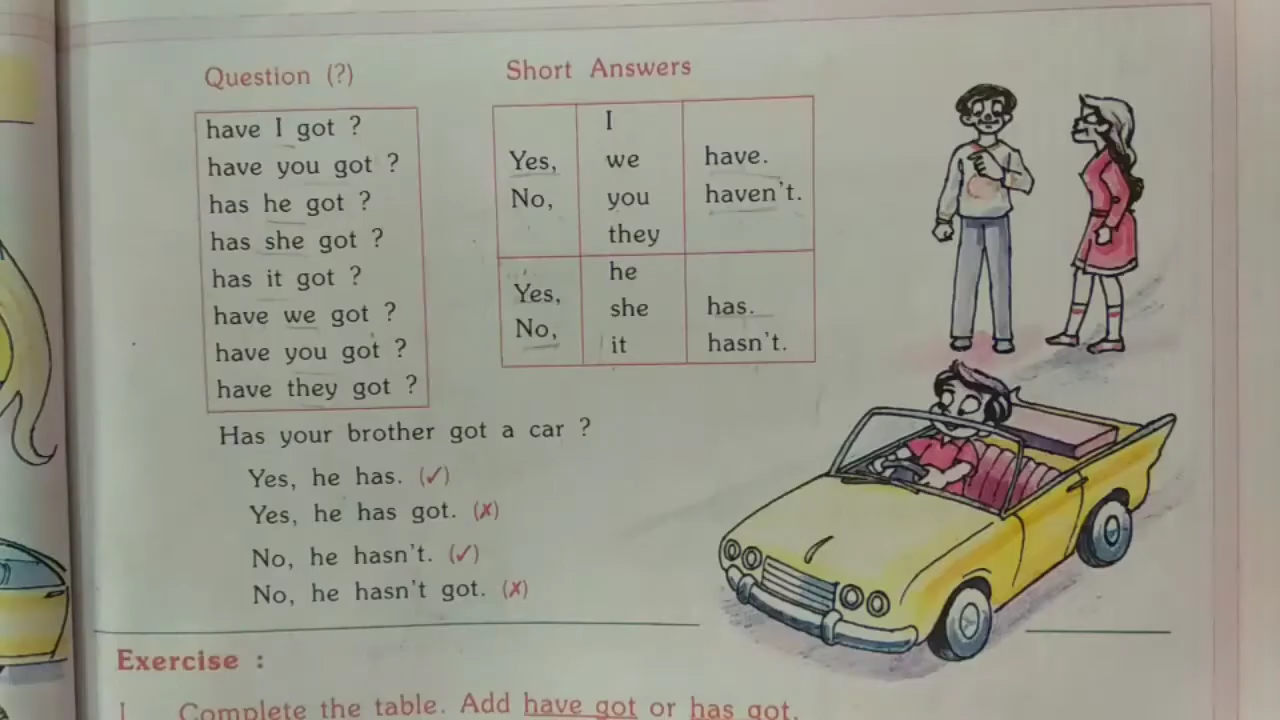 Question (?)
have I got ?
have you got ?
has he got ?
has she got ?
has it got ?
have we got ?
have you got ?
have they got ?
Short Answers
Yes,
No,
I
we
you
they
have.
haven't.
Yes,
No,
he
she
it
has.
hasn't.
Has your brother got a car ?
Yes, he has. (✓)
Yes, he has got. (✗)
No, he hasn't. (✓)
No, he hasn't got. (✗)
Exercise :
I Complete the table. Add have got or has got.